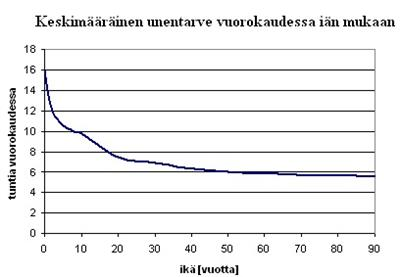 Keskimääräinen unentarve vuorokaudessa iän mukaan
18
16
14
12
10
8
6
4
2
0
tuntia vuorokaudessa
0 10 20 30 40 50 60 70 80 90
ikä [vuotta]